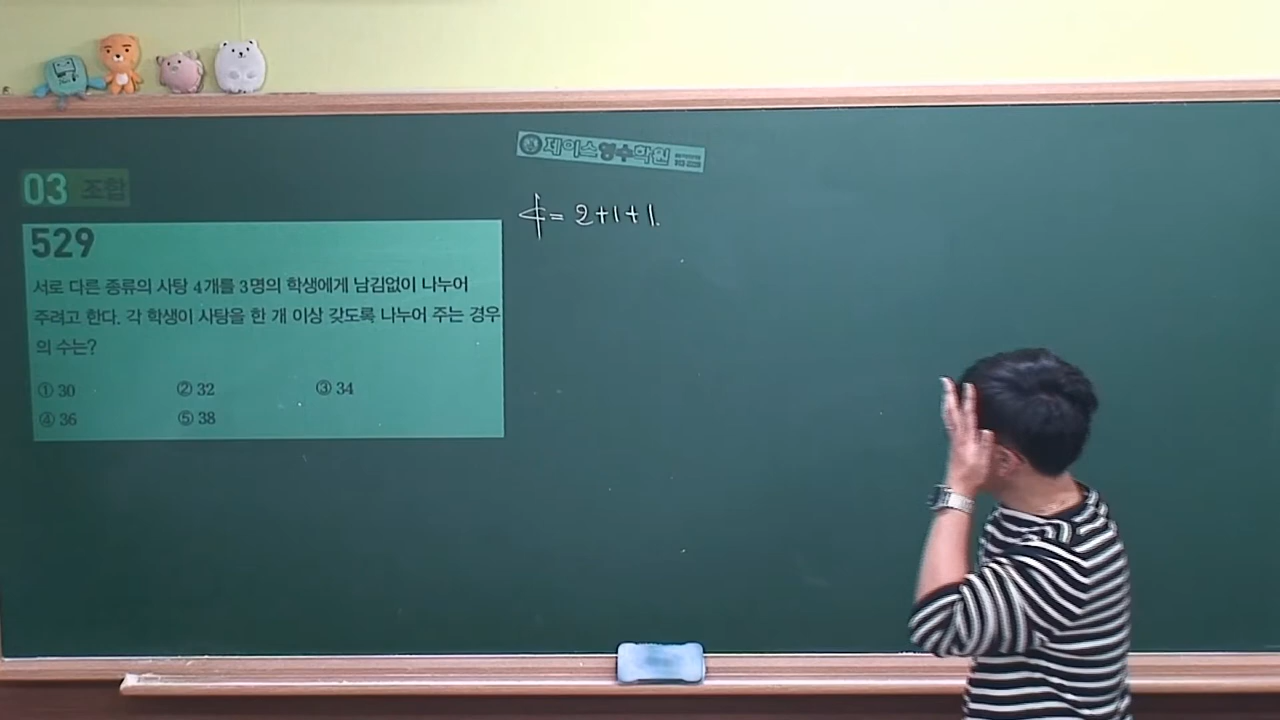 제이스영수학원
03 조합
4 = 2+1+1.
529
서로 다른 종류의 사탕 4개를 3명의 학생에게 남김없이 나누어
주려고 한다. 각 학생이 사탕을 한 개 이상 갖도록 나누어 주는 경우
의 수는?
① 30 ② 32 ③ 34
④ 36 ⑤ 38